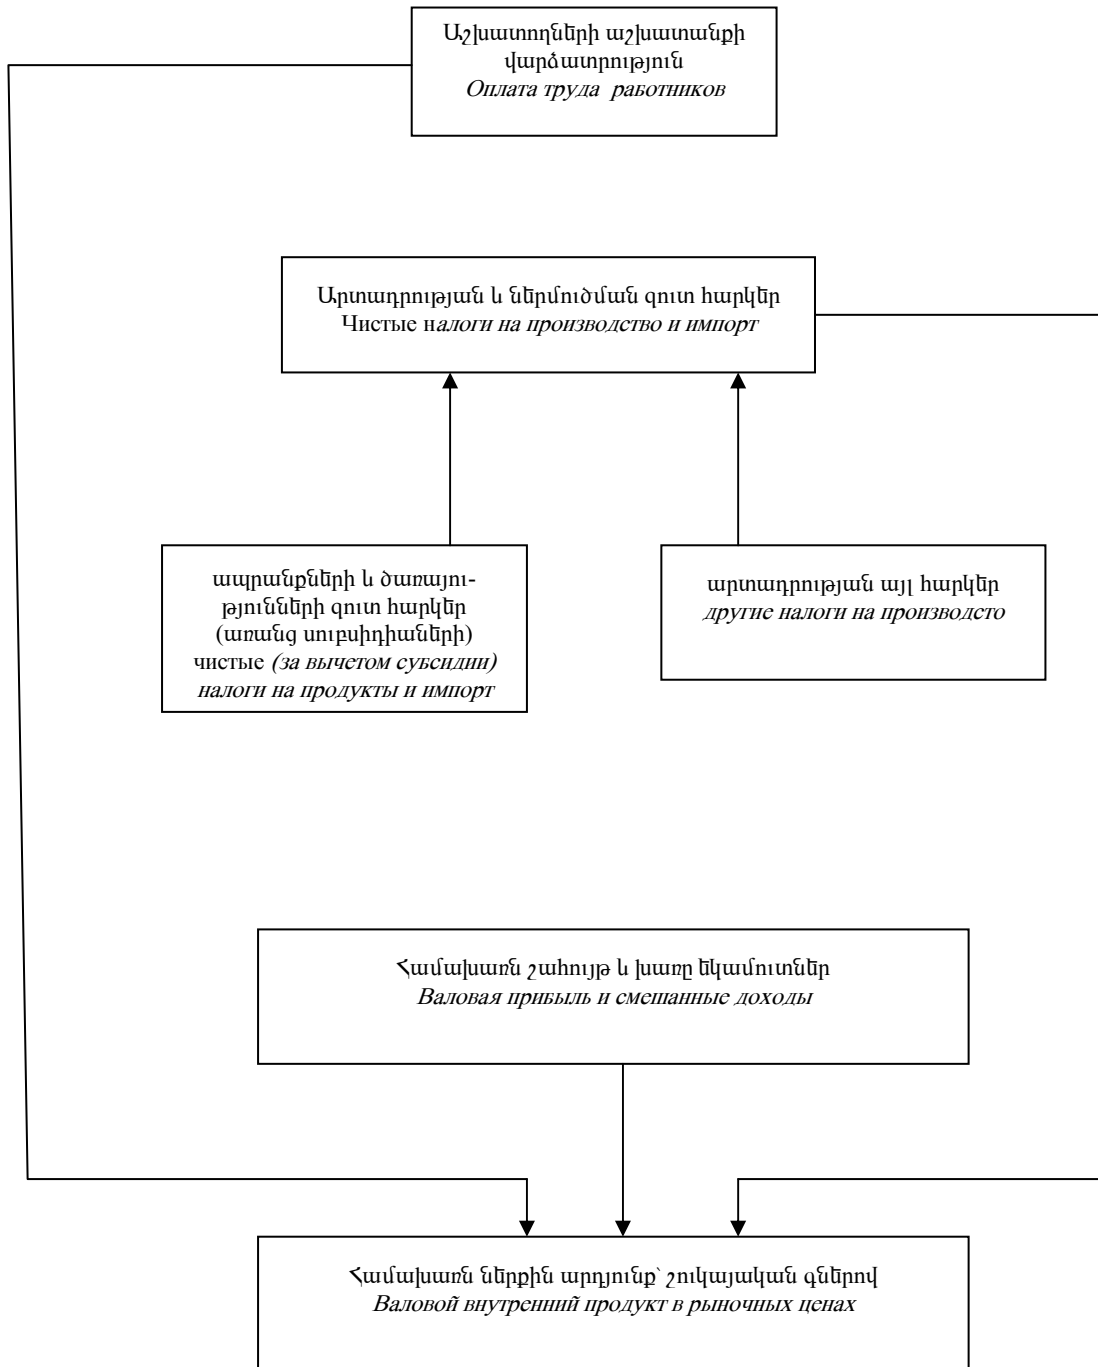 Աշխատողների աշխատանքի
վարձատրություն
Оплата труда работников
Արտադրության և ներմուծման զուտ հարկեր
Чистые налоги на производство и импорт
ապրանքների և ծառայու-
թյունների զուտ հարկեր
(առանց սուբսիդիաների)
чистые (за вычетом субсидии)
налоги на продукты и импорт
արտադրության այլ հարկեր
другие налоги на производсто
Համախառն շահույթ և խառը եկամուտներ
Валовая прибыль и смешанные доходы
Համախառն ներքին արդյունք՝ շուկայական գներով
Валовой внутренний продукт в рыночных ценах